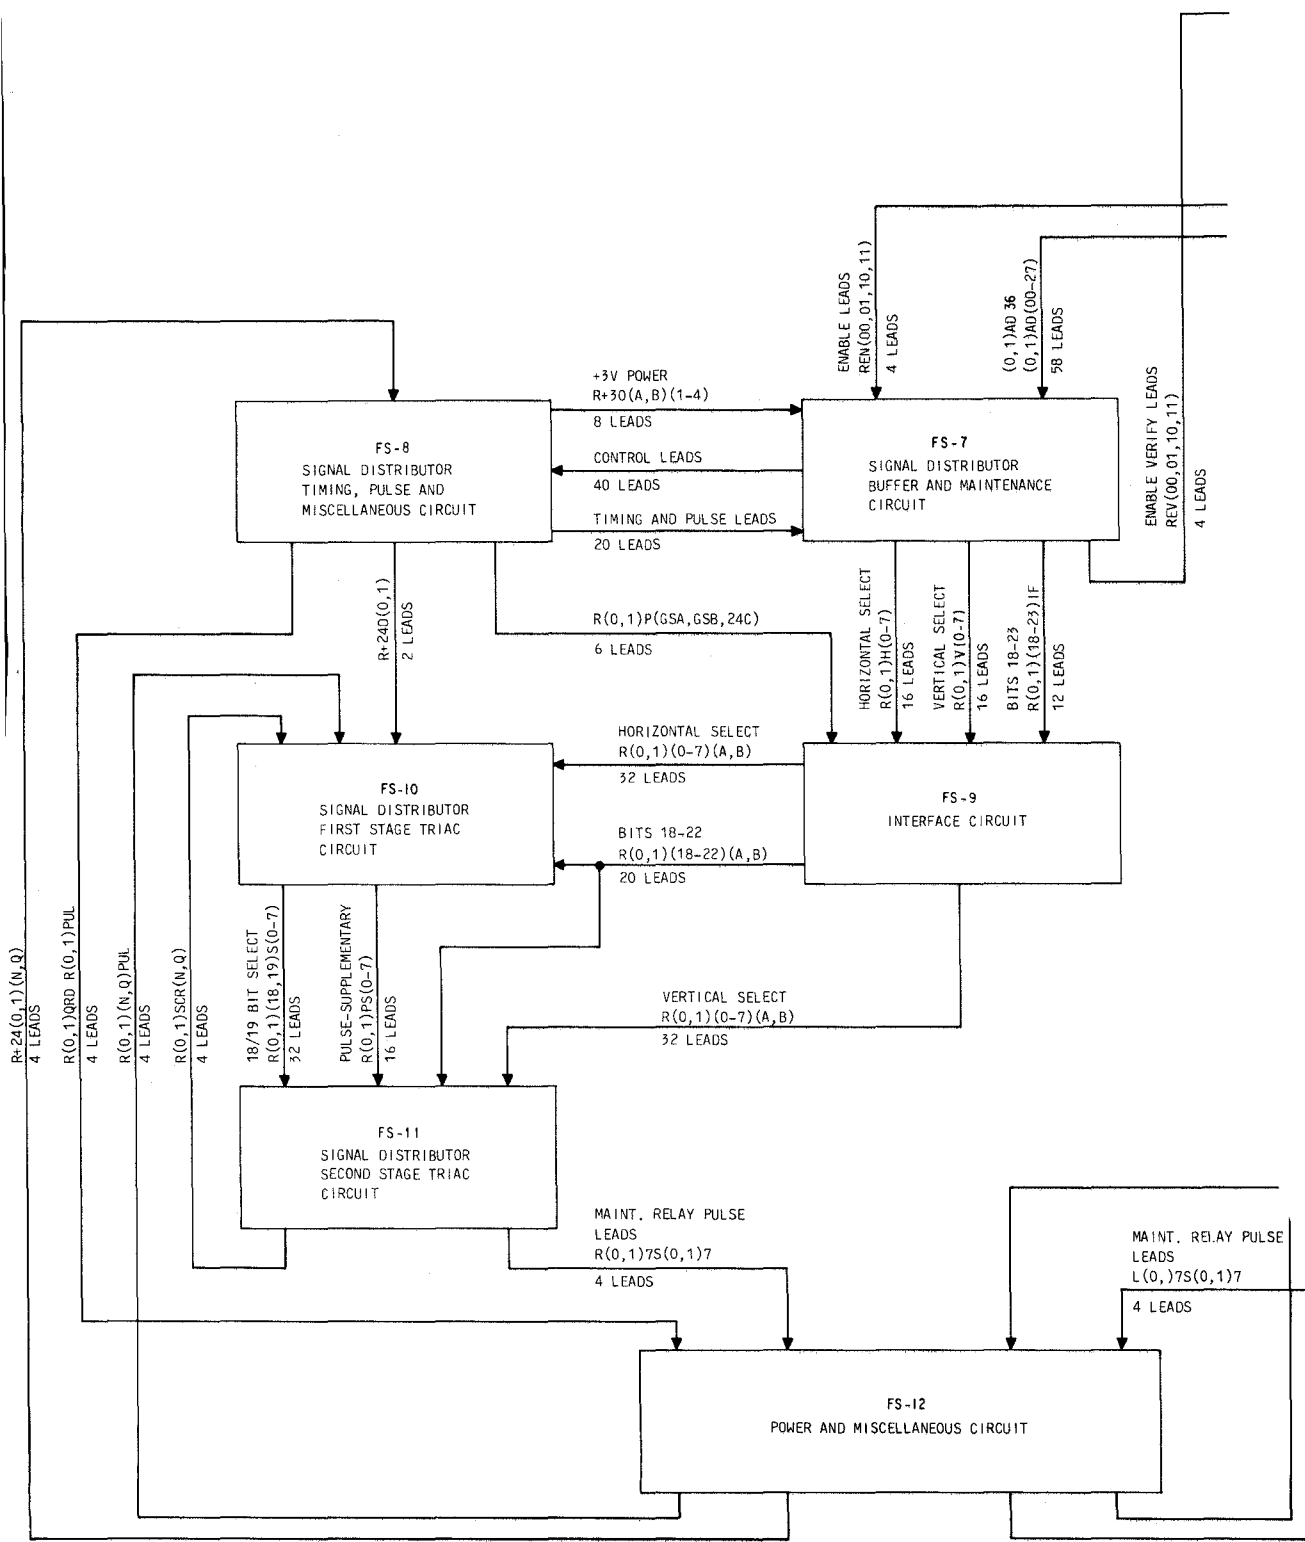 ENABLE LEADS
REN(00,01,10,11)
4 LEADS
(0,1)AD 36
(0,1)AD(00-27)
58 LEADS
ENABLE VERIFY LEADS
REV(00,01,10,11)
4 LEADS
+3V POWER
R+30(A,B)(1-4)
8 LEADS
CONTROL LEADS
40 LEADS
TIMING AND PULSE LEADS
20 LEADS
FS-8
SIGNAL DISTRIBUTOR
TIMING, PULSE AND
MISCELLANEOUS CIRCUIT
FS-7
SIGNAL DISTRIBUTOR
BUFFER AND MAINTENANCE
CIRCUIT
R+24D(0,1)
2 LEADS
R(0,1)P(GSA,GSB,24C)
6 LEADS
HORIZONTAL SELECT
R(0,1)H(0-7)
16 LEADS
VERTICAL SELECT
R(0,1)V(0-7)
16 LEADS
BITS 18-23
R(0,1)(18-23)IF
12 LEADS
HORIZONTAL SELECT
R(0,1)(0-7)(A,B)
32 LEADS
FS-10
SIGNAL DISTRIBUTOR
FIRST STAGE TRIAC
CIRCUIT
FS-9
INTERFACE CIRCUIT
BITS 18-22
R(0,1)(18-22)(A,B)
20 LEADS
R+24(0,1)(N,Q)
4 LEADS
R(0,1)QRD R(0,1)PUL
4 LEADS
R(0,1)(N,Q)PUL
4 LEADS
R(0,1)SCR(N,Q)
4 LEADS
18/19 BIT SELECT
R(0,1)(18,19)S(0-7)
32 LEADS
PULSE-SUPPLEMENTARY
R(0,1)PS(0-7)
16 LEADS
VERTICAL SELECT
R(0,1)(0-7)(A,B)
32 LEADS
FS-11
SIGNAL DISTRIBUTOR
SECOND STAGE TRIAC
CIRCUIT
MAINT. RELAY PULSE
LEADS
R(0,1)7S(0,1)7
4 LEADS
MAINT. RELAY PULSE
LEADS
L(0,)7S(0,1)7
4 LEADS
FS-12
POWER AND MISCELLANEOUS CIRCUIT